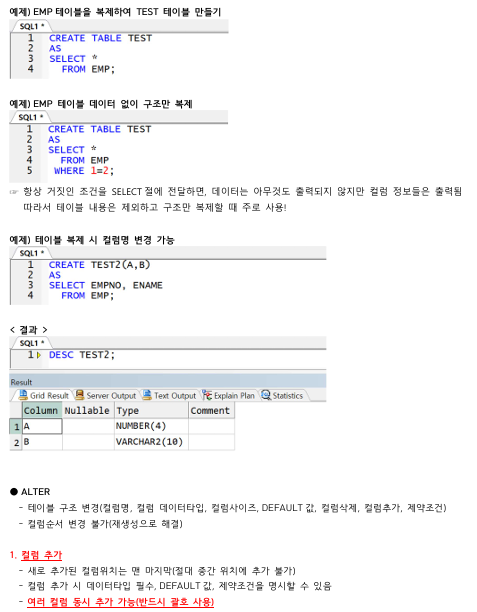 예제) EMP테이블을 복제하여 TEST 테이블 만들기
SQL1 *
1 CREATE TABLE TEST
2 AS
3 SELECT *
4 FROM EMP;
예제) EMP 테이블 데이터 없이 구조만 복제
SQL1 *
1 CREATE TABLE TEST
2 AS
3 SELECT *
4 FROM EMP
5 WHERE 1=2;
☞ 항상 거짓인 조건을 SELECT절에 전달하면, 데이터는 아무것도 출력되지 않지만 컬럼 정보들은 출력됨
따라서 테이블 내용은 제외하고 구조만 복제할 때 주로 사용!
예제) 테이블 복제 시 컬럼명 변경 가능
SQL1 *
1 CREATE TEST2(A,B)
2 AS
3 SELECT EMPNO, ENAME
4 FROM EMP;
< 결과 >
SQL1 *
1 DESC TEST2;
Result
Grid Result Server Output Text Output Explain Plan Statistics
Column Nullable Type Comment
1 A NUMBER(4)
2 B VARCHAR2(10)
● ALTER
- 테이블 구조 변경(컬럼명, 컬럼 데이터타입, 컬럼사이즈, DEFAULT 값, 컬럼삭제, 컬럼추가, 제약조건)
- 컬럼순서 변경 불가(재생성으로 해결)
1. 컬럼 추가
- 새로 추가된 컬럼위치는 맨 마지막(절대 중간 위치에 추가 불가)
- 컬럼 추가 시 데이터타입 필수, DEFAULT 값, 제약조건을 명시할 수 있음
- 여러 컬럼 동시 추가 가능(반드시 괄호 사용)